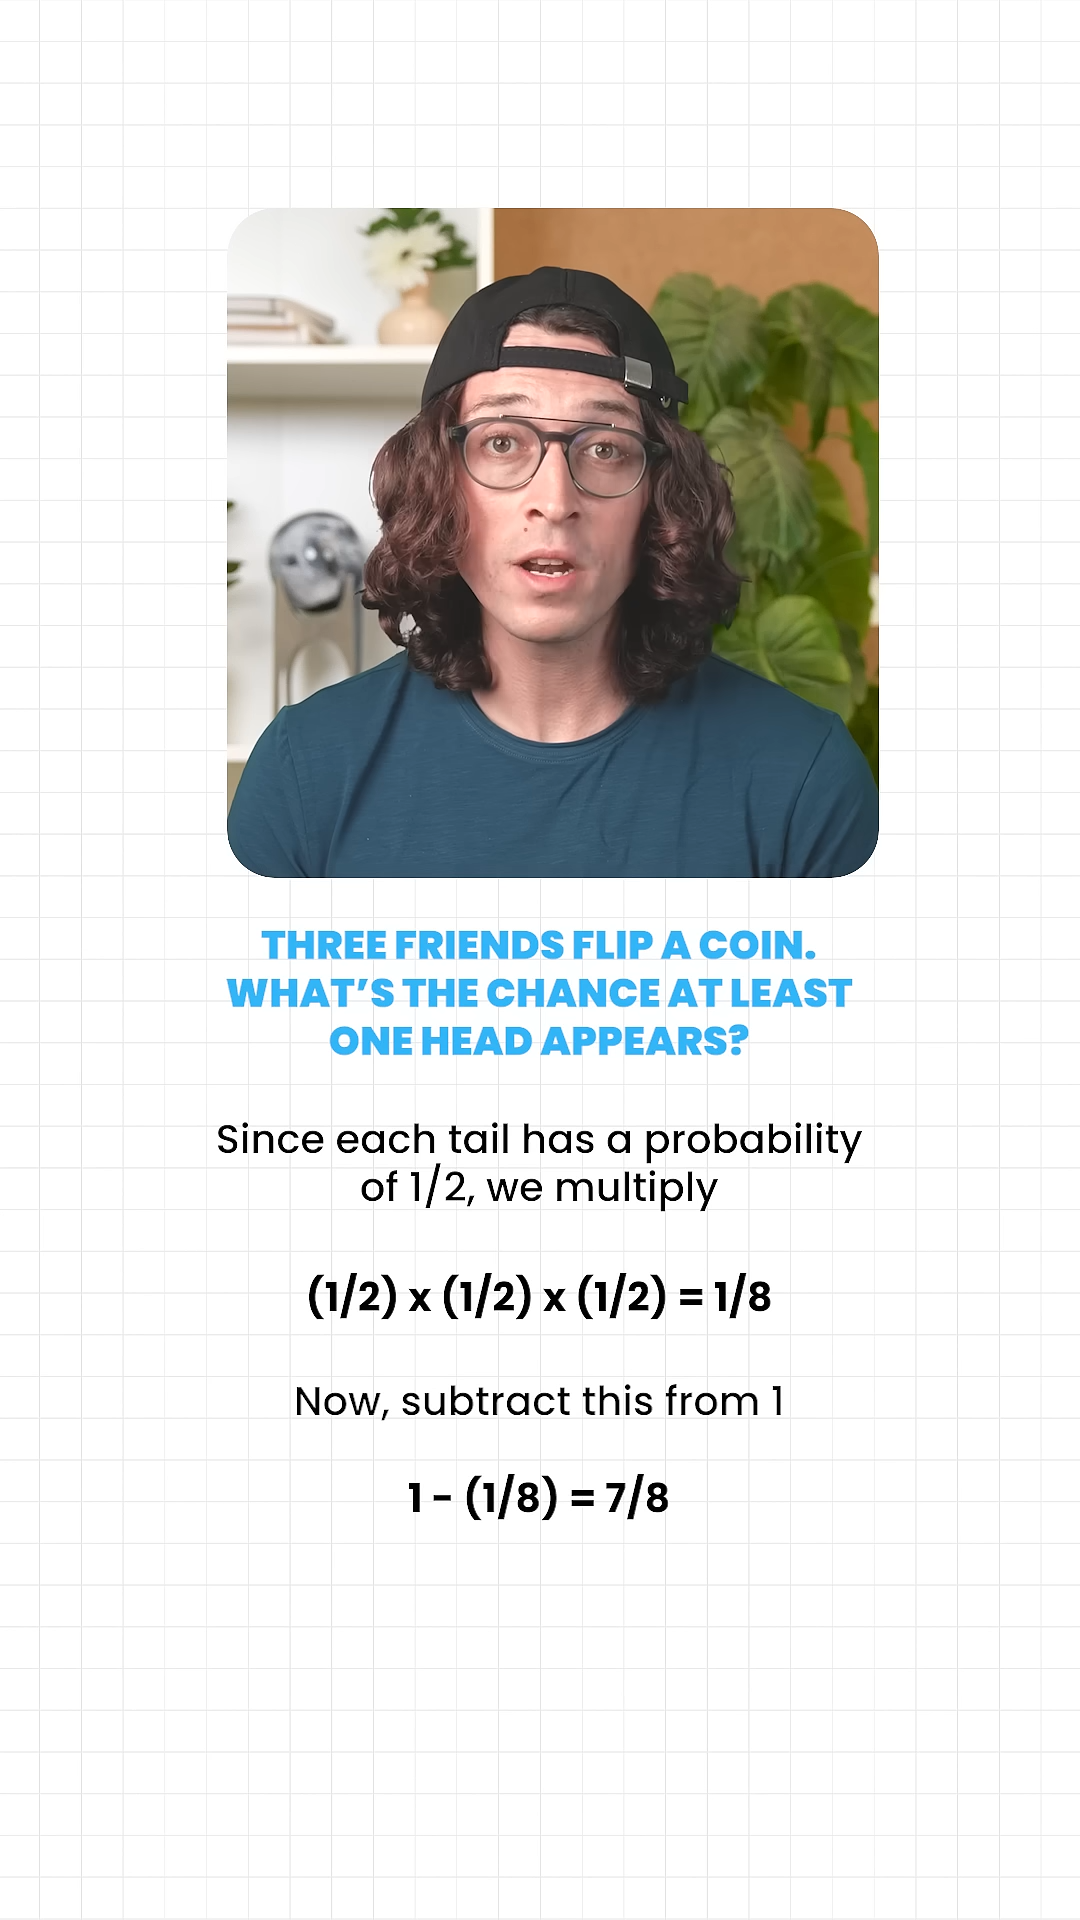 THREE FRIENDS FLIP A COIN.
WHAT’S THE CHANCE AT LEAST
ONE HEAD APPEARS?
Since each tail has a probability
of 1/2, we multiply
(1/2) x (1/2) x (1/2) = 1/8
Now, subtract this from 1
1 - (1/8) = 7/8